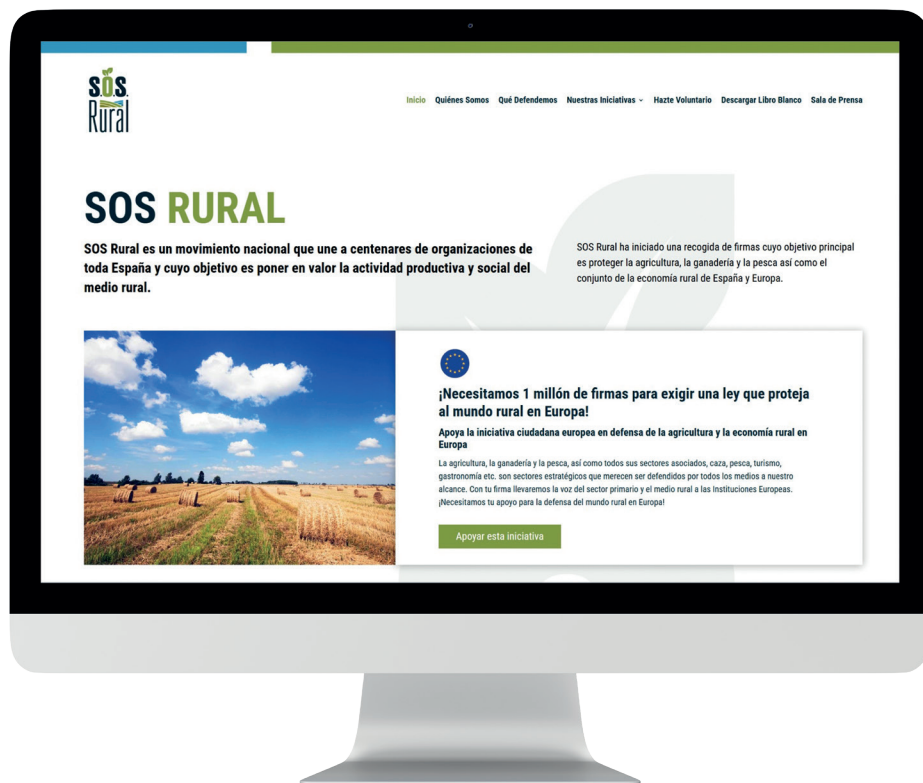 S.O.S.
Rural
Inicio Quiénes Somos Qué Defendemos Nuestras Iniciativas Hazte Voluntario Descargar Libro Blanco Sala de Prensa
SOS RURAL
SOS Rural es un movimiento nacional que une a centenares de organizaciones de
toda España y cuyo objetivo es poner en valor la actividad productiva y social del
medio rural.
SOS Rural ha iniciado una recogida de firmas cuyo objetivo principal
es proteger la agricultura, la ganadería y la pesca así como el
conjunto de la economía rural de España y Europa.
¡Necesitamos 1 millón de firmas para exigir una ley que proteja
al mundo rural en Europa!
Apoya la iniciativa ciudadana europea en defensa de la agricultura y la economía rural en
Europa
La agricultura, la ganadería y la pesca, así como todos sus sectores asociados, caza, pesca, turismo,
gastronomía etc. son sectores estratégicos que merecen ser defendidos por todos los medios a nuestro
alcance. Con tu firma llevaremos la voz del sector primario y el medio rural a las Instituciones Europeas.
¡Necesitamos tu apoyo para la defensa del mundo rural en Europa!
Apoyar esta iniciativa